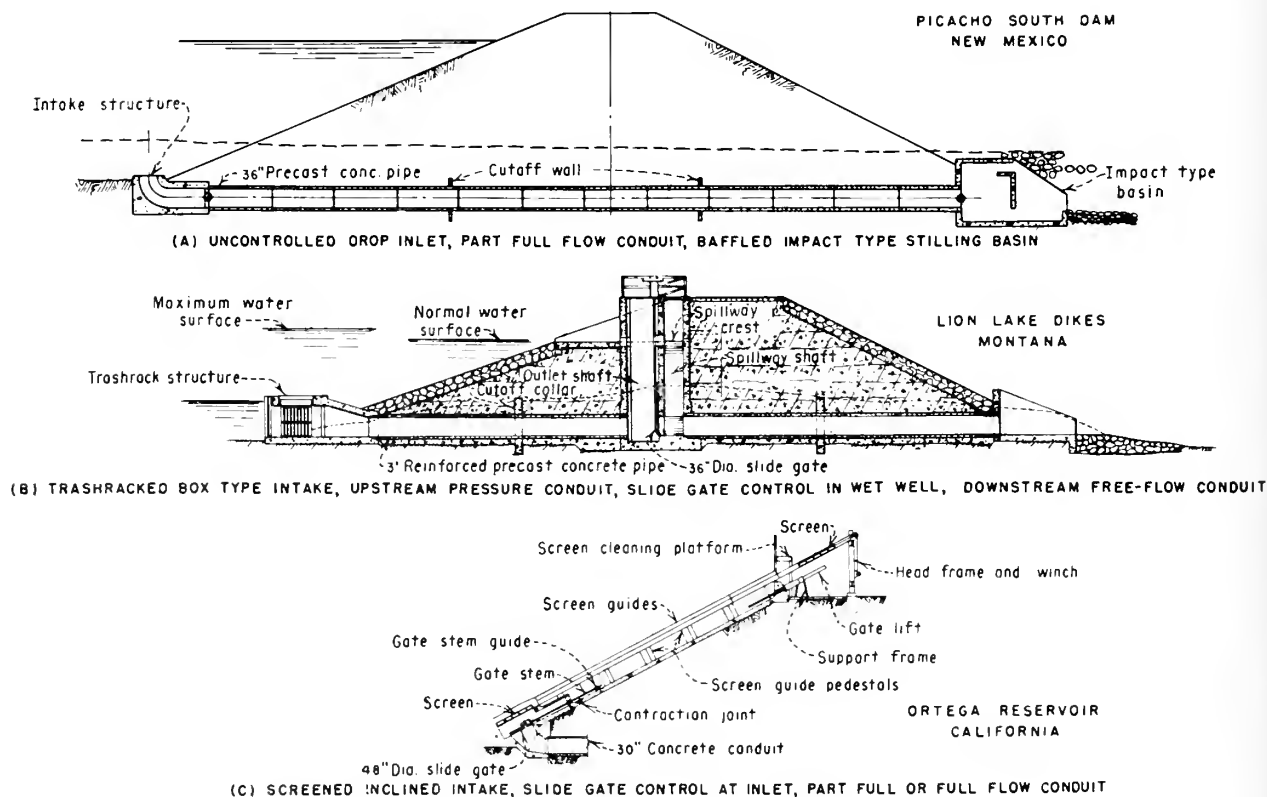 PICACHO SOUTH DAM
NEW MEXICO
Intake structure
36" Precast conc. pipe
Cutoff wall
Impact type
basin
(A) UNCONTROLLED DROP INLET, PART FULL FLOW CONDUIT, BAFFLED IMPACT TYPE STILLING BASIN
Maximum water
surface
Normal water
surface
Spillway
crest
LION LAKE DIKES
MONTANA
Spillway shaft
Trashrack structure
Outlet shaft
Cutoff collar
3' Reinforced precast concrete pipe
36" Dia. slide gate
(B) TRASHRACKED BOX TYPE INTAKE, UPSTREAM PRESSURE CONDUIT, SLIDE GATE CONTROL IN WET WELL, DOWNSTREAM FREE-FLOW CONDUIT
Screen
Screen cleaning platform
Head frame and winch
Screen guides
Gate lift
Gate stem guide
Support frame
Gate stem
Screen guide pedestals
Screen
Contraction joint
ORTEGA RESERVOIR
CALIFORNIA
30" Concrete conduit
48" Dia. slide gate
(C) SCREENED INCLINED INTAKE, SLIDE GATE CONTROL AT INLET, PART FULL OR FULL FLOW CONDUIT